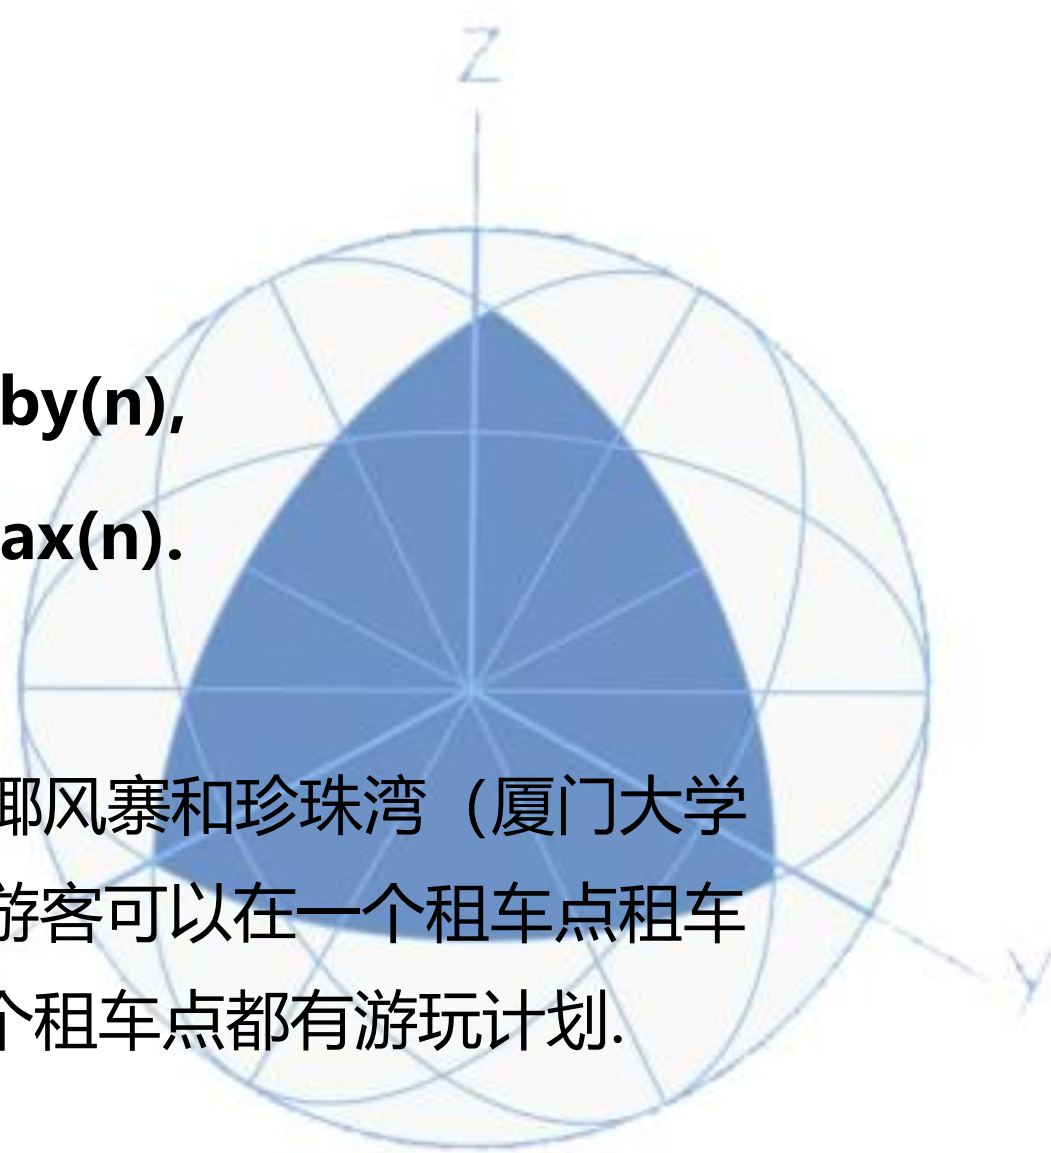 Z
by(n),
ax(n).
椰风寨和珍珠湾（厦门大学
游客可以在一个租车点租车
个租车点都有游玩计划.
y